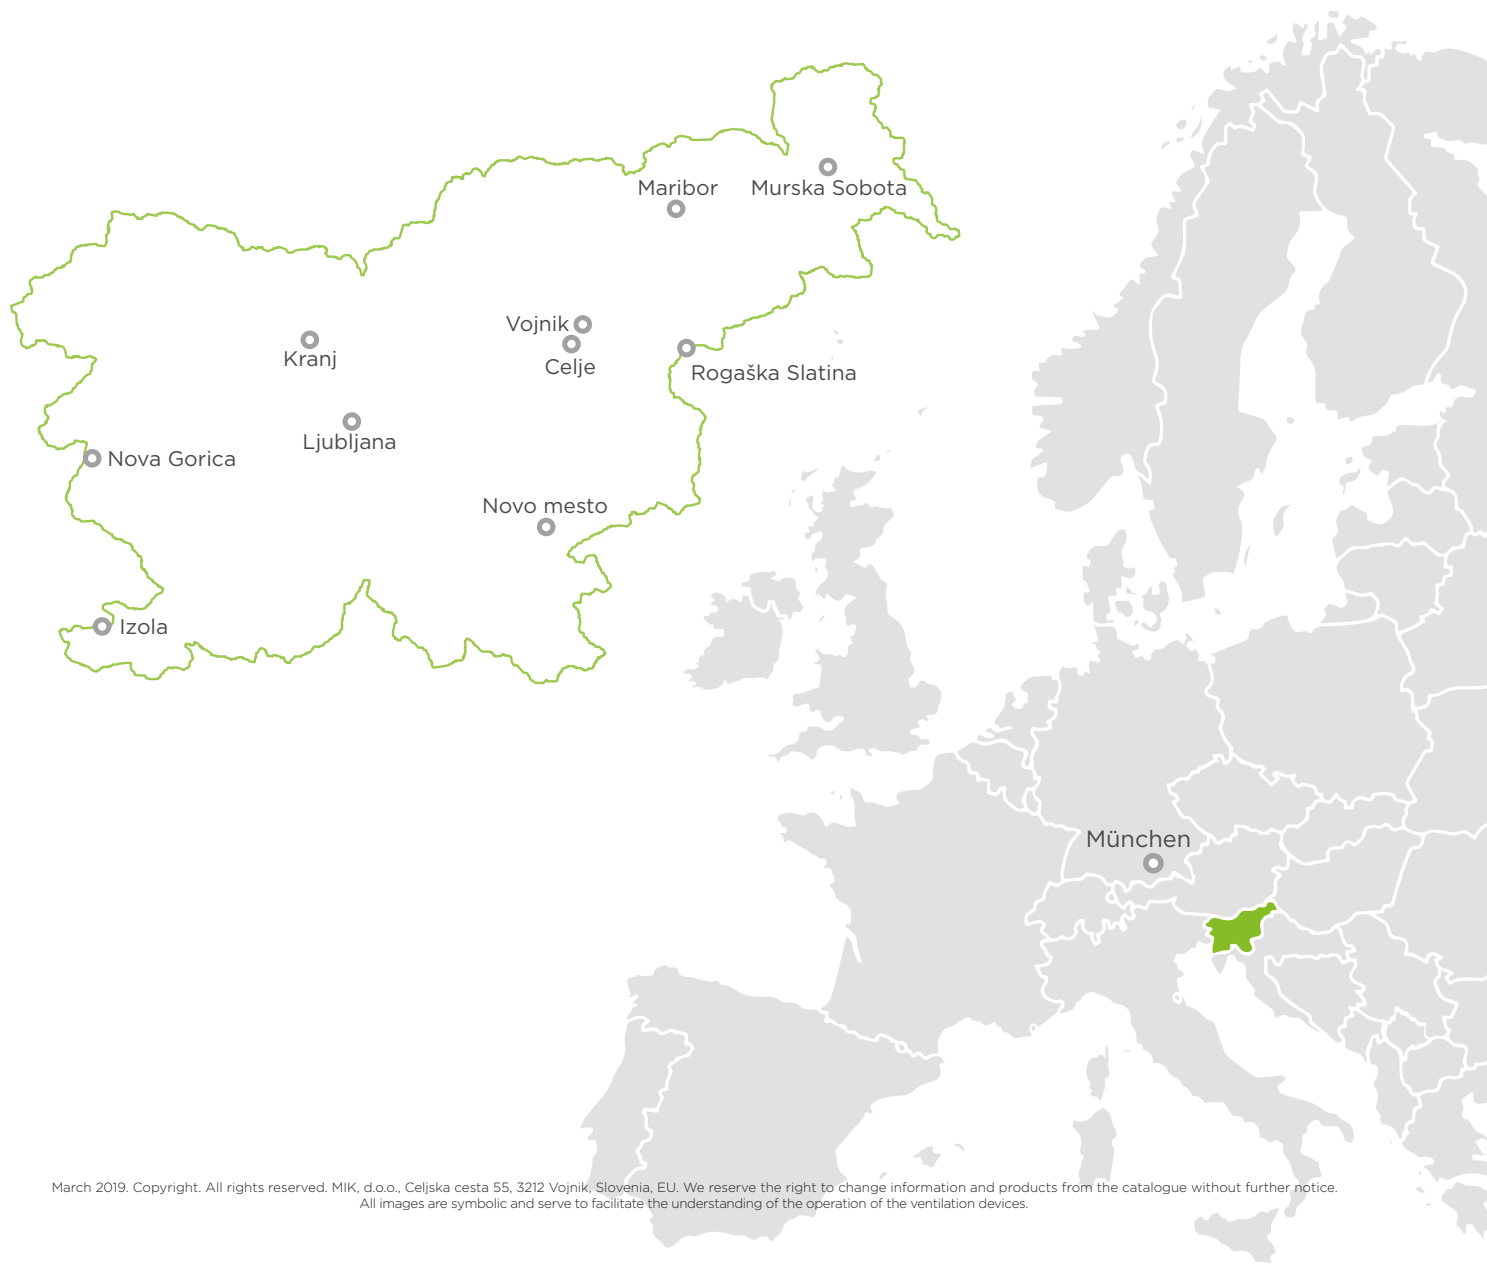 Maribor
Murska Sobota
Vojnik
Kranj
Celje
Rogaška Slatina
Ljubljana
Nova Gorica
Novo mesto
Izola
München
March 2019. Copyright. All rights reserved. MIK, d.o.o., Celjska cesta 55, 3212 Vojnik, Slovenia, EU. We reserve the right to change information and products from the catalogue without further notice.
All images are symbolic and serve to facilitate the understanding of the operation of the ventilation devices.